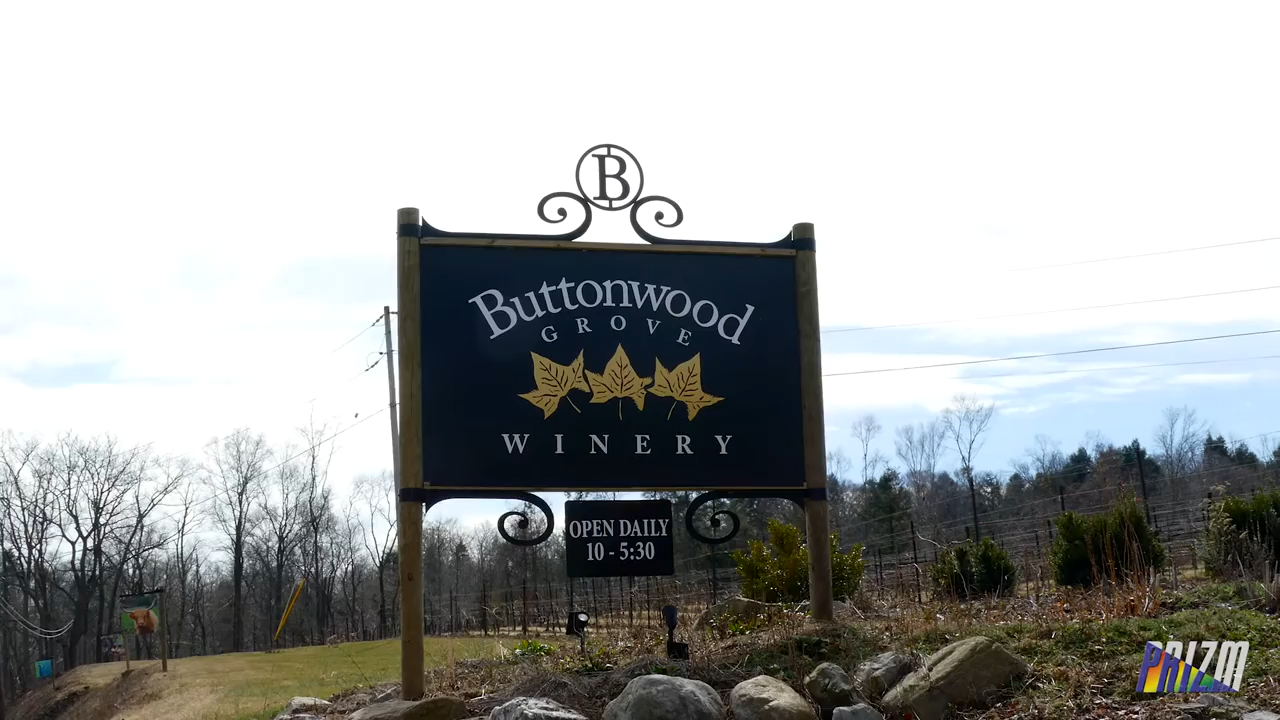 B
Buttonwood
GROVE
WINERY
OPEN DAILY
10 - 5:30
PRIZM